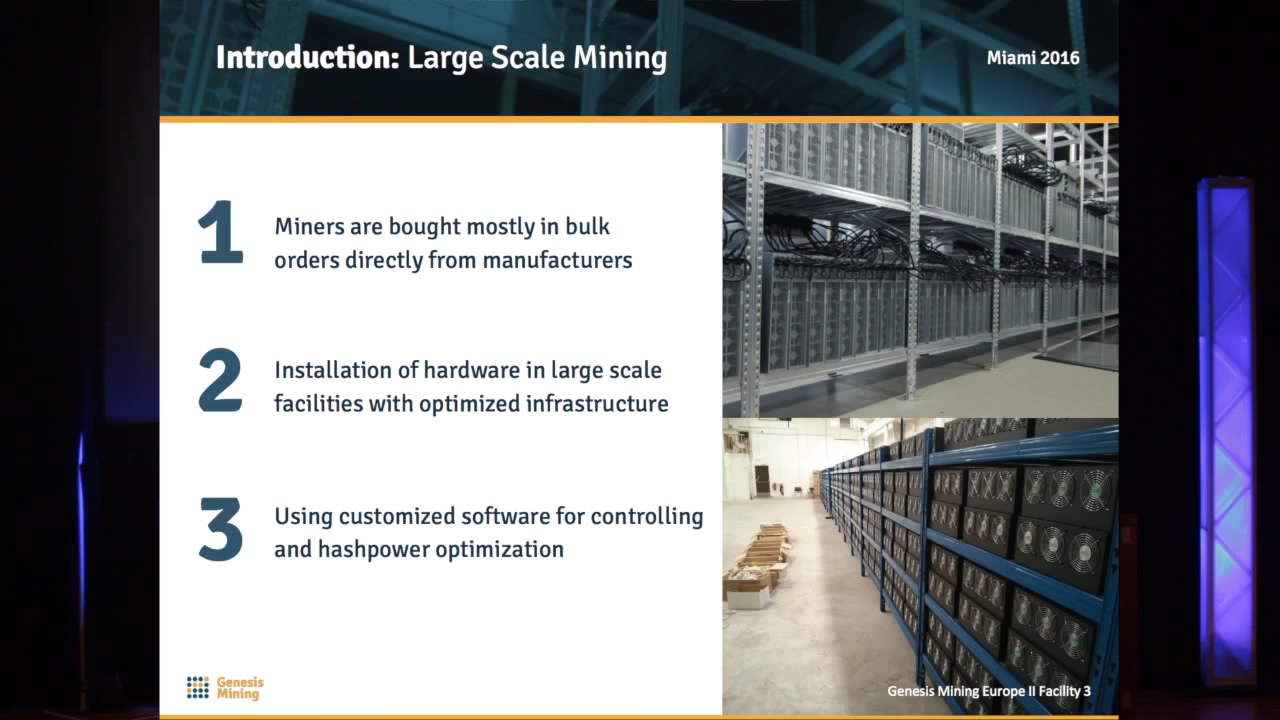 Introduction: Large Scale Mining
Miami 2016
1
Miners are bought mostly in bulk
orders directly from manufacturers
2
Installation of hardware in large scale
facilities with optimized infrastructure
3
Using customized software for controlling
and hashpower optimization
Genesis
Mining
Genesis Mining Europe II Facility 3